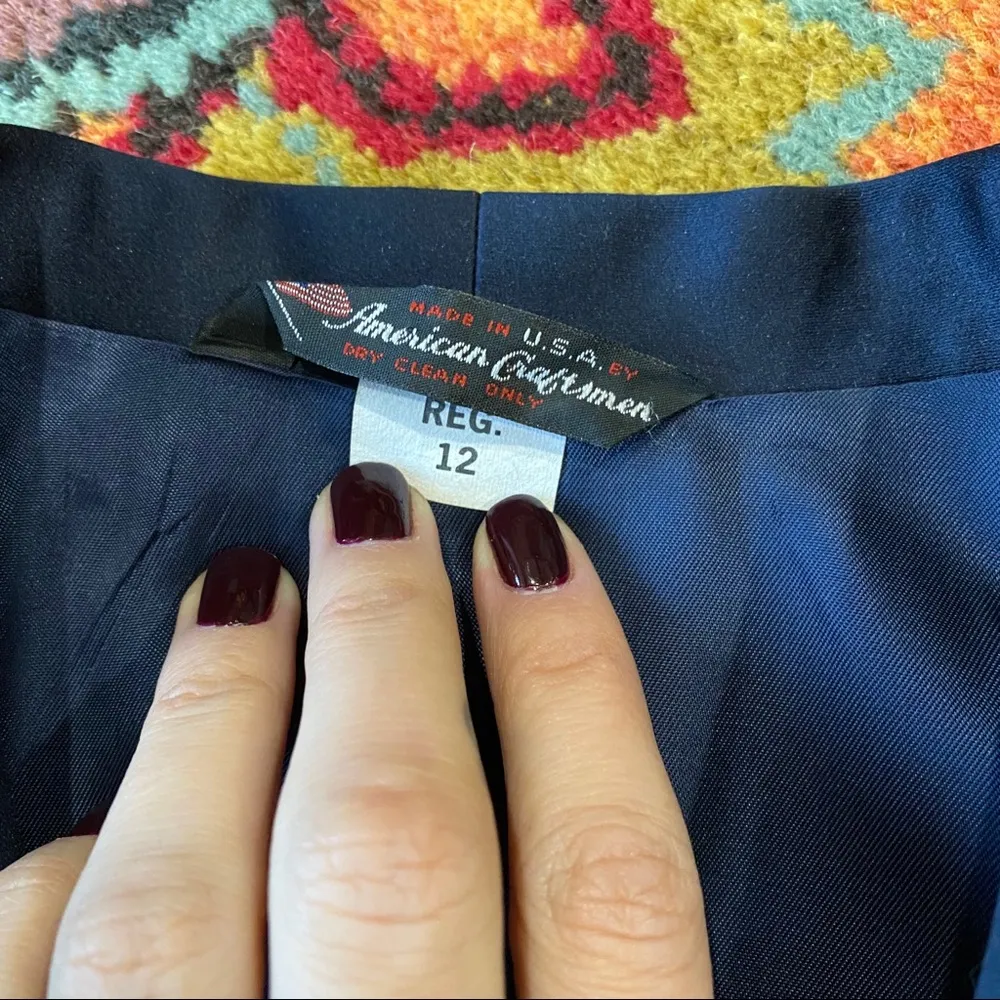 MADE IN U.S.A. BY
American Craftsmen
DRY CLEAN ONLY
REG.
12